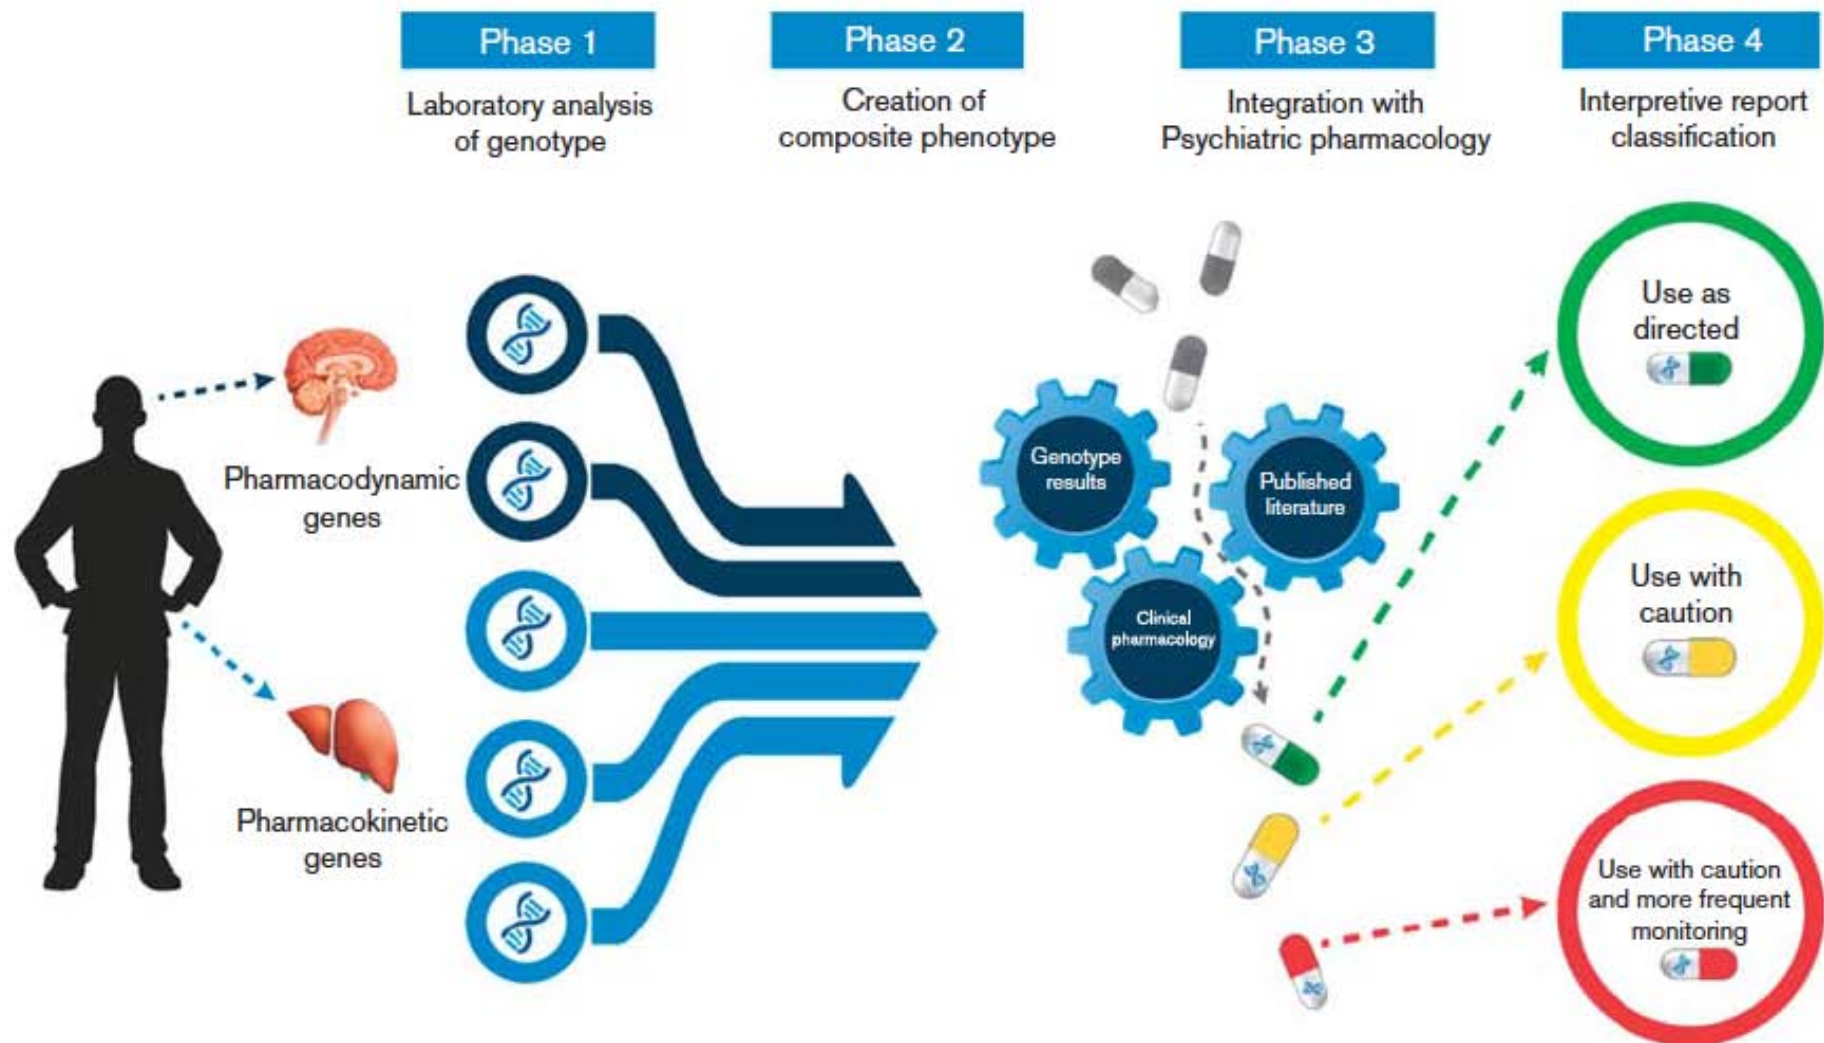 Phase 1
Laboratory analysis
of genotype
Phase 2
Creation of
composite phenotype
Phase 3
Integration with
Psychiatric pharmacology
Phase 4
Interpretive report
classification
Pharmacodynamic
genes
Pharmacokinetic
genes
Genotype
results
Published
literature
Clinical
pharmacology
Use as
directed
Use with
caution
Use with caution
and more frequent
monitoring